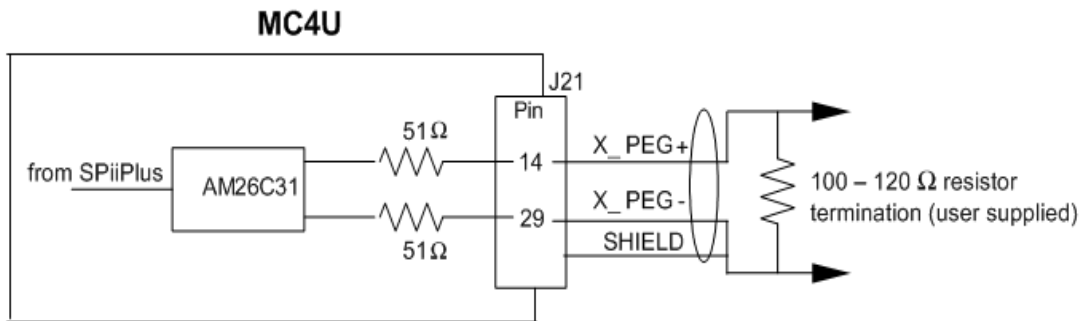 MC4U
J21
Pin
51Ω
X_PEG+
14
from SPiiPlus
AM26C31
100 – 120 Ω resistor
X_PEG-
termination (user supplied)
29
SHIELD
51Ω